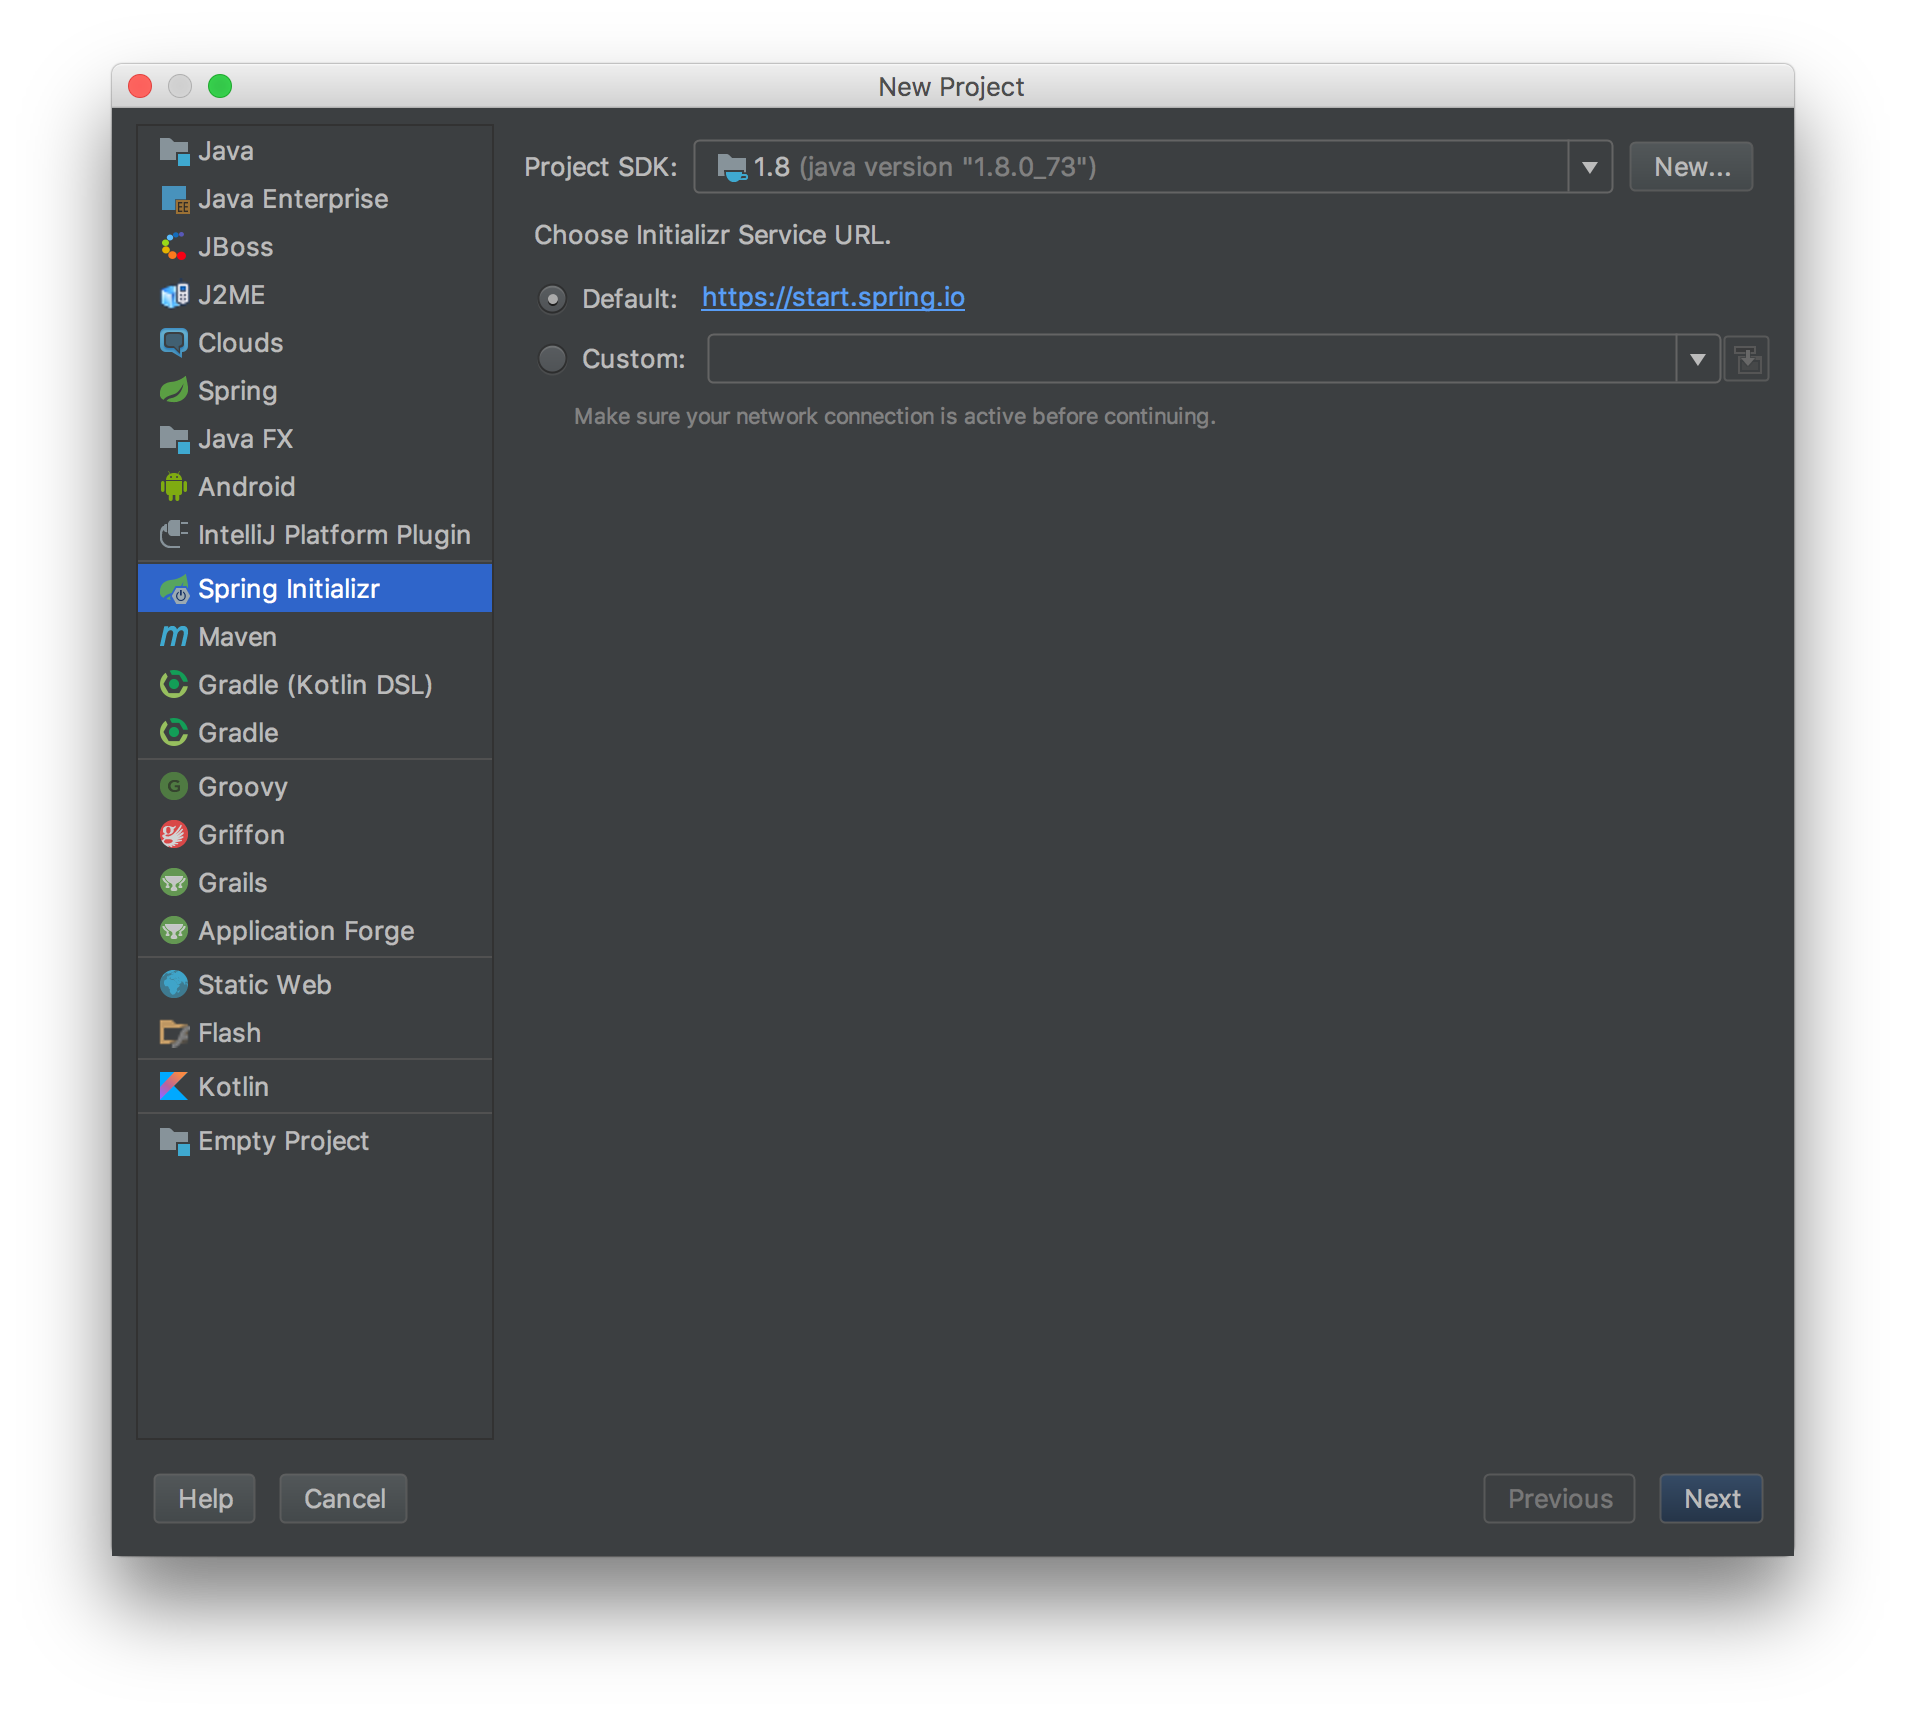 New Project
Java
Java Enterprise
JBoss
J2ME
Clouds
Spring
Java FX
Android
IntelliJ Platform Plugin
Spring Initializr
Maven
Gradle (Kotlin DSL)
Gradle
Groovy
Griffon
Grails
Application Forge
Static Web
Flash
Kotlin
Empty Project
Project SDK: 1.8 (java version "1.8.0_73") New...
Choose Initializr Service URL.
Default: https://start.spring.io
Custom:
Make sure your network connection is active before continuing.
Help Cancel Previous Next